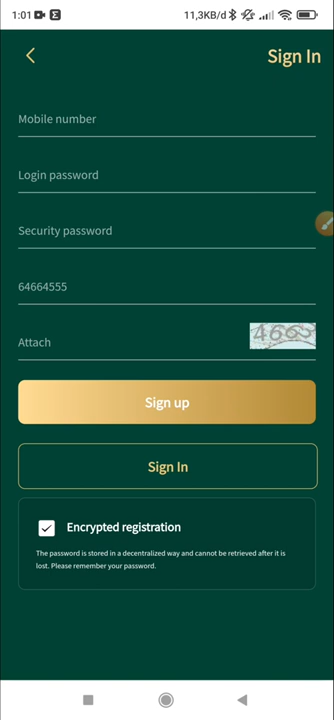 1:01 11,3KB/d
Sign In
Mobile number
Login password
Security password
64664555
Attach
Sign up
Sign In
Encrypted registration
The password is stored in a decentralized way and cannot be retrieved after it is
lost. Please remember your password.